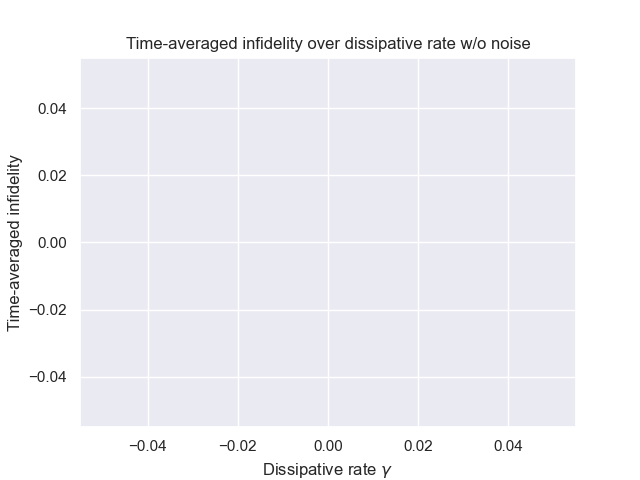 Time-averaged infidelity over dissipative rate w/o noise
Time-averaged infidelity
0.04
0.02
0.00
−0.02
−0.04
−0.04 −0.02 0.00 0.02 0.04
Dissipative rate γ